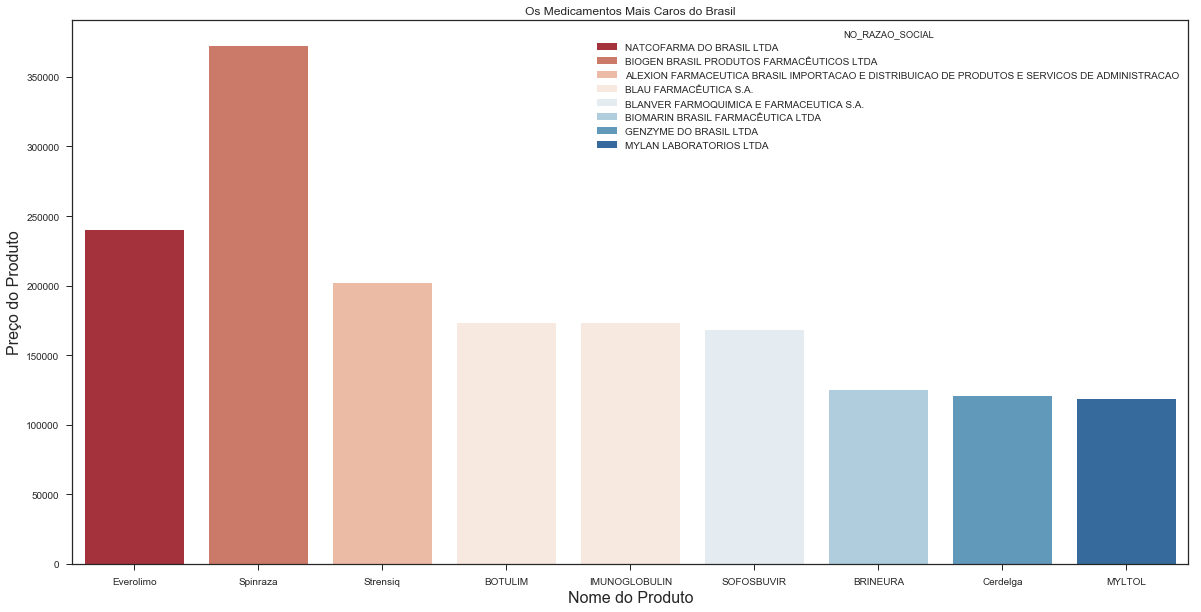 Os Medicamentos Mais Caros do Brasil
NO_RAZAO_SOCIAL
NATCOFARMA DO BRASIL LTDA
BIOGEN BRASIL PRODUTOS FARMACÊUTICOS LTDA
ALEXION FARMACEUTICA BRASIL IMPORTACAO E DISTRIBUICAO DE PRODUTOS E SERVICOS DE ADMINISTRACAO
BLAU FARMACÊUTICA S.A.
BLANVER FARMOQUIMICA E FARMACEUTICA S.A.
BIOMARIN BRASIL FARMACÊUTICA LTDA
GENZYME DO BRASIL LTDA
MYLAN LABORATORIOS LTDA
Preço do Produto
350000
300000
250000
200000
150000
100000
50000
0
Everolimo Spinraza Strensiq BOTULIM IMUNOGLOBULIN SOFOSBUVIR BRINEURA Cerdelga MYLTOL
Nome do Produto